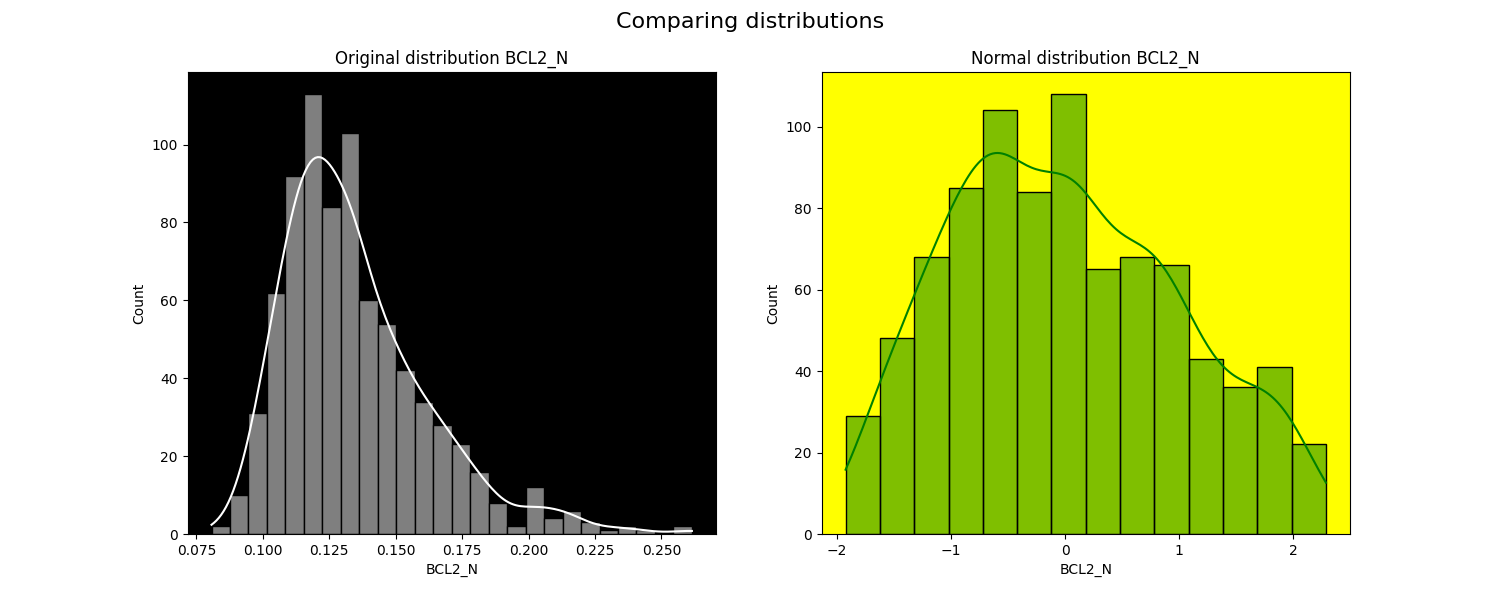 Comparing distributions
Original distribution BCL2_N
Count
100
80
60
40
20
0
0.075 0.100 0.125 0.150 0.175 0.200 0.225 0.250
BCL2_N
Normal distribution BCL2_N
Count
100
80
60
40
20
0
−2 −1 0 1 2
BCL2_N